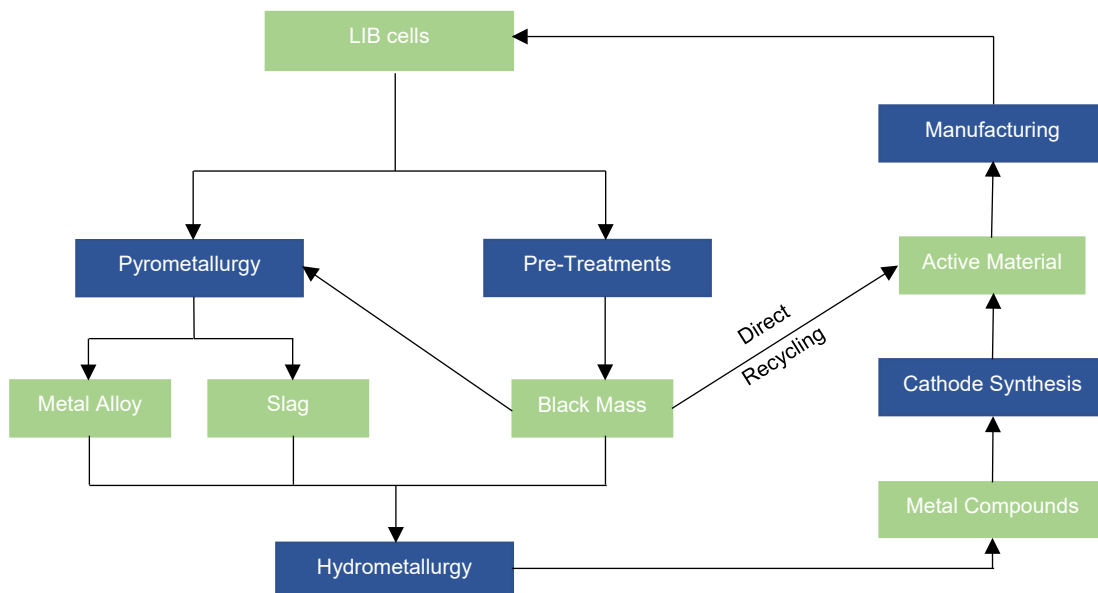 LIB cells
Manufacturing
Pyrometallurgy
Pre-Treatments
Active Material
Direct
Recycling
Cathode Synthesis
Metal Alloy
Slag
Black Mass
Metal Compounds
Hydrometallurgy